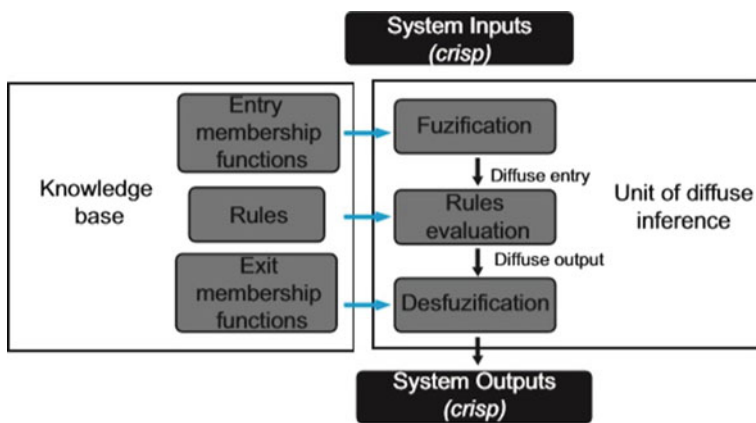 System Inputs
(crisp)
Knowledge
base
Entry
membership
functions
Rules
Exit
membership
functions
Fuzification
Diffuse entry
Rules
evaluation
Diffuse output
Desfuzification
Unit of diffuse
inference
System Outputs
(crisp)